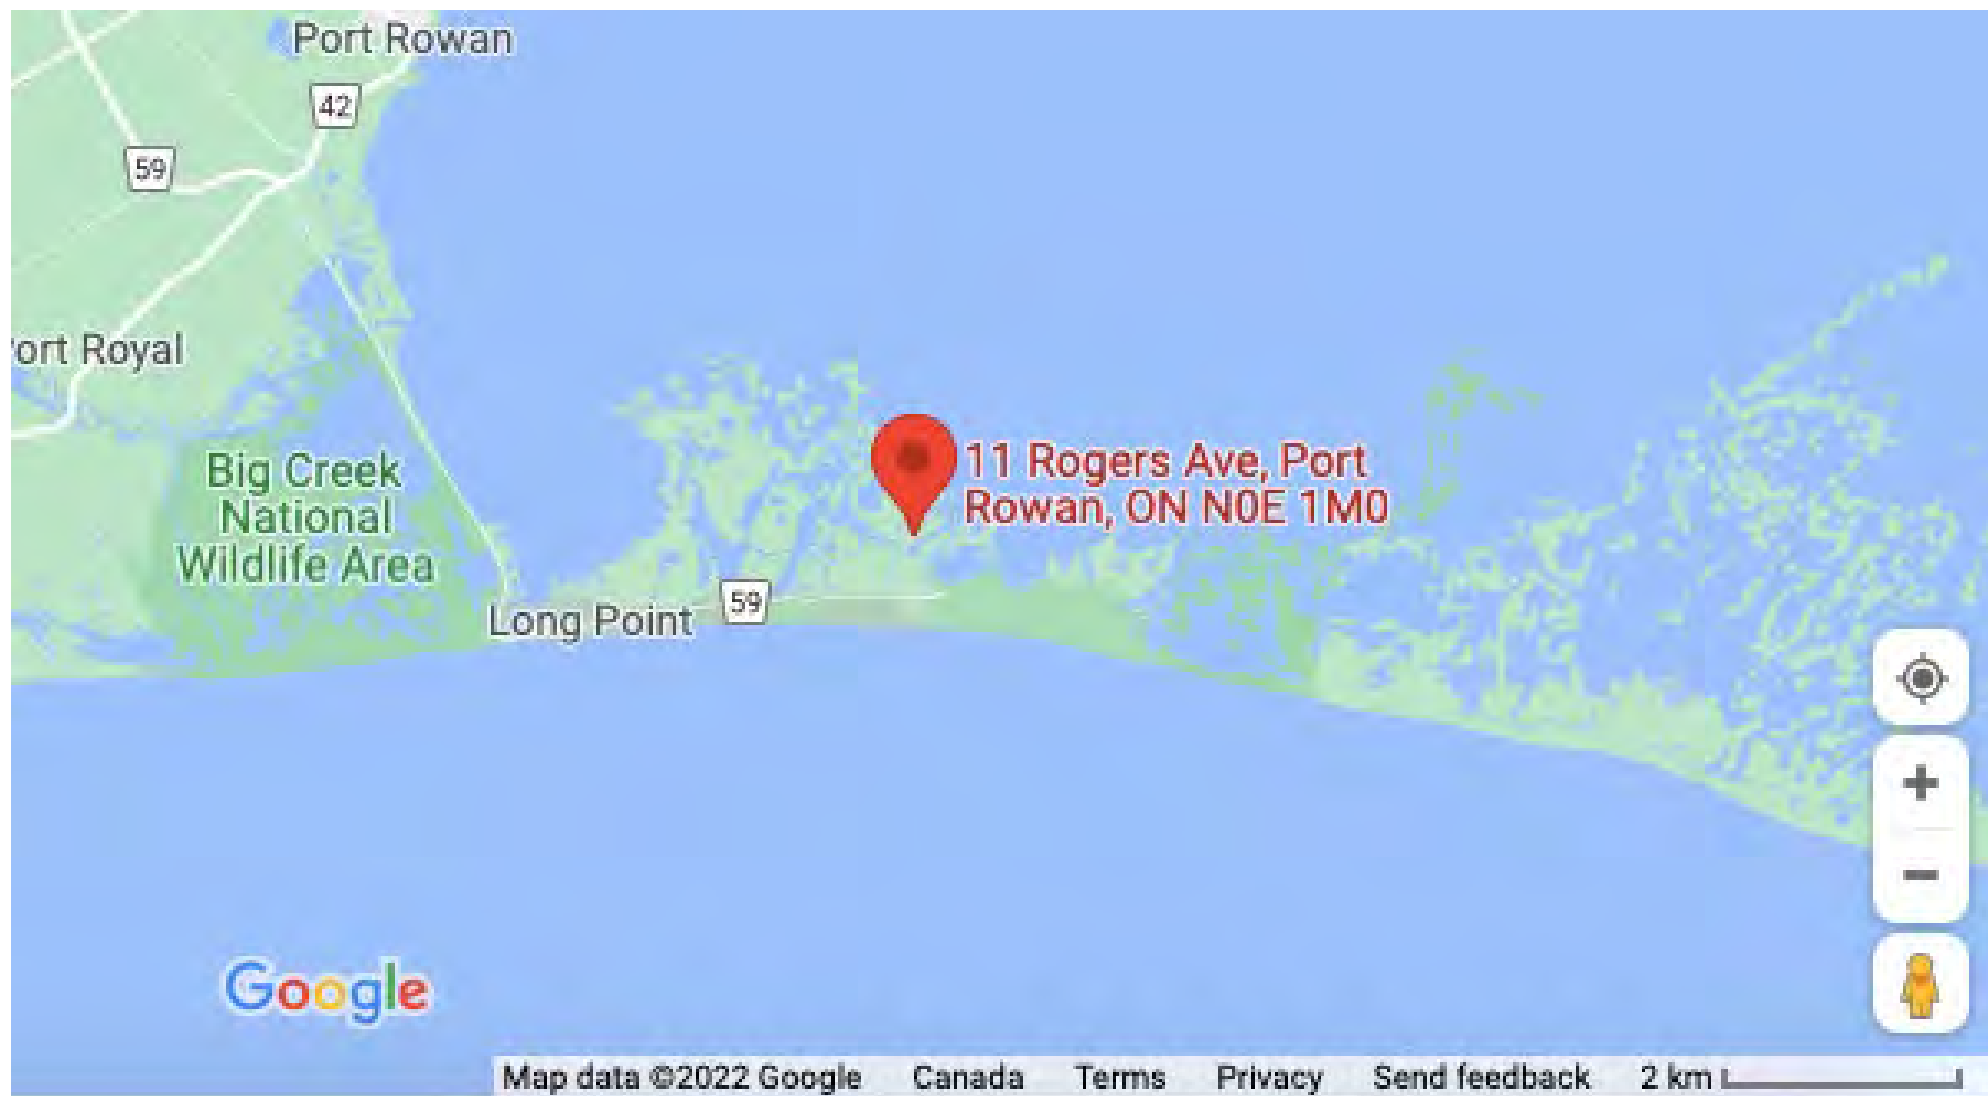 Port Rowan
42
59
ort Royal
11 Rogers Ave, Port
Rowan, ON N0E 1M0
Big Creek
National
Wildlife Area
59
Long Point
Google
Map data ©2022 Google Canada Terms Privacy Send feedback 2 km